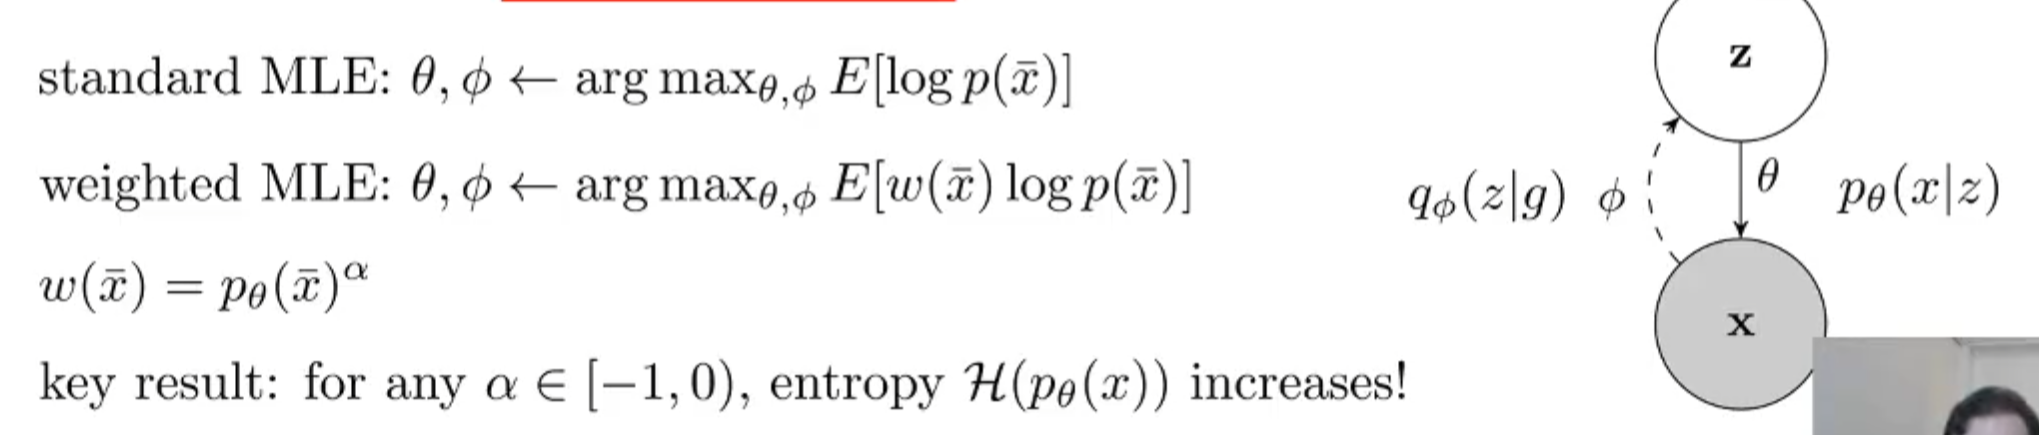 standard MLE: θ, ϕ ← arg max_{θ,ϕ} E[log p(x̄)]
weighted MLE: θ, ϕ ← arg max_{θ,ϕ} E[w(x̄) log p(x̄)]
w(x̄) = p_θ(x̄)^α
key result: for any α ∈ [−1, 0), entropy ℋ(p_θ(x)) increases!
z
q_ϕ(z|g) ϕ θ p_θ(x|z)
x